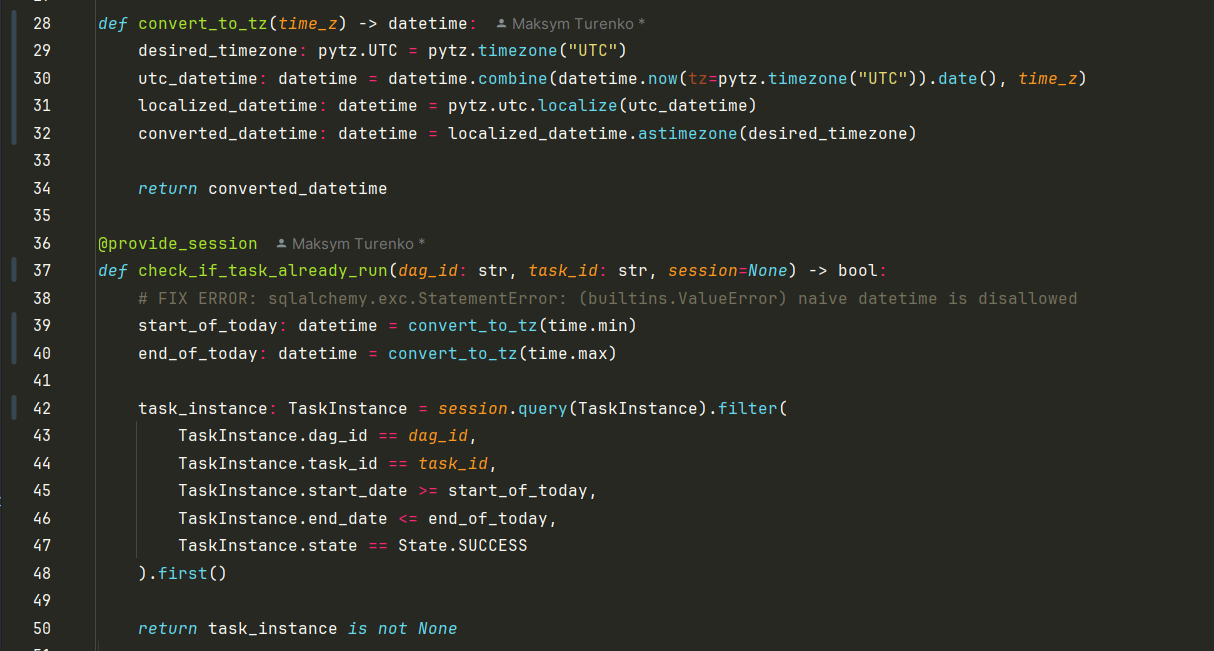 28 def convert_to_tz(time_z) -> datetime: Maksym Turenko *
29     desired_timezone: pytz.UTC = pytz.timezone("UTC")
30     utc_datetime: datetime = datetime.combine(datetime.now(tz=pytz.timezone("UTC")).date(), time_z)
31     localized_datetime: datetime = pytz.utc.localize(utc_datetime)
32     converted_datetime: datetime = localized_datetime.astimezone(desired_timezone)
33
34     return converted_datetime
35
36 @provide_session Maksym Turenko *
37 def check_if_task_already_run(dag_id: str, task_id: str, session=None) -> bool:
38     # FIX ERROR: sqlalchemy.exc.StatementError: (builtins.ValueError) naive datetime is disallowed
39     start_of_today: datetime = convert_to_tz(time.min)
40     end_of_today: datetime = convert_to_tz(time.max)
41
42     task_instance: TaskInstance = session.query(TaskInstance).filter(
43         TaskInstance.dag_id == dag_id,
44         TaskInstance.task_id == task_id,
45         TaskInstance.start_date >= start_of_today,
46         TaskInstance.end_date <= end_of_today,
47         TaskInstance.state == State.SUCCESS
48     ).first()
49
50     return task_instance is not None